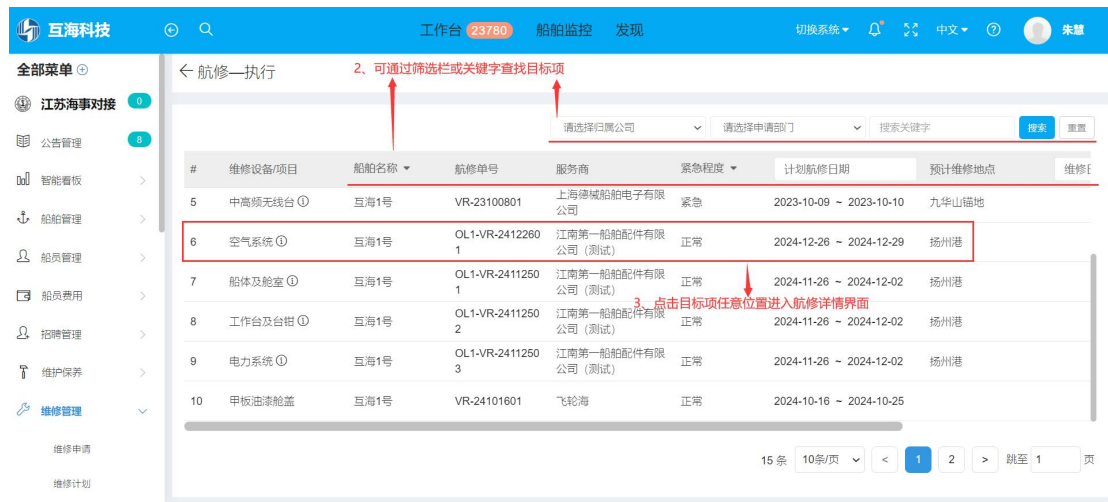 互海科技
工作台 23780 船舶监控 发现
切换系统 中文 朱慧
全部菜单
←航修—执行
2、可通过筛选栏或关键字查找目标项
江苏海事对接 0
公告管理 8
智能看板
船舶管理
船员管理
船员费用
招聘管理
维护保养
维修管理
维修申请
维修计划
请选择归属公司 请选择申请部门 搜索关键字 搜索 重置
# 维修设备/项目 船舶名称 航修单号 服务商 紧急程度 计划航修日期 预计维修地点
5 中高频无线台 互海1号 VR-23100801 上海德械船舶电子有限公司 紧急 2023-10-09 ~ 2023-10-10 九华山锚地
6 空气系统 互海1号 OL1-VR-24122601 江南第一船舶配件有限公司（测试） 正常 2024-12-26 ~ 2024-12-29 扬州港
7 船体及舱室 互海1号 OL1-VR-24112501 江南第一船舶配件有限公司（测试） 正常 2024-11-26 ~ 2024-12-02 扬州港
3、点击目标项任意位置进入航修详情界面
8 工作台及台钳 互海1号 OL1-VR-24112502 江南第一船舶配件有限公司（测试） 正常 2024-11-26 ~ 2024-12-02 扬州港
9 电力系统 互海1号 OL1-VR-24112503 江南第一船舶配件有限公司（测试） 正常 2024-11-26 ~ 2024-12-02 扬州港
10 甲板油漆舱盖 互海1号 VR-24101601 飞轮海 正常 2024-10-16 ~ 2024-10-25
15 条 10条/页 < 1 2 > 跳至 1 页